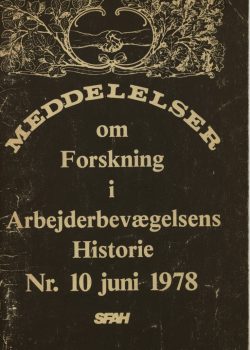 MEDDELELSER
om
Forskning
i
Arbejderbevægelsens
Historie
Nr. 10 juni 1978
SFAH